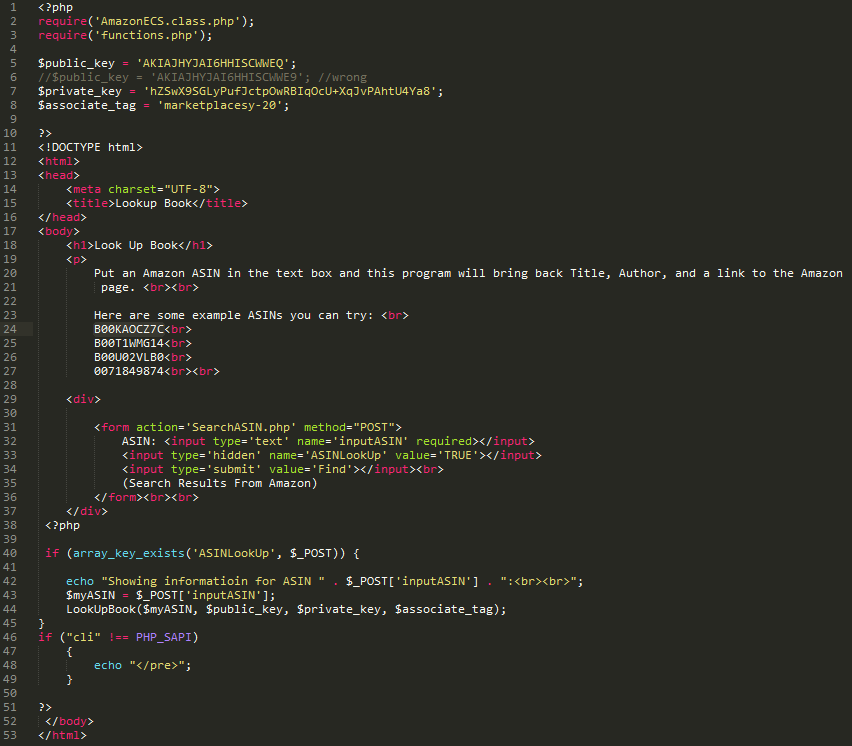 1 <?php
2 require('AmazonECS.class.php');
3 require('functions.php');
4
5 $public_key = 'AKIAJHYJAI6HHISCWWEQ';
6 //$public_key = 'AKIAJHYJAI6HHISCWWE9'; //wrong
7 $private_key = 'hZSwX9SGLyPufJctpOwRBIqOcU+XqJvPAhtU4Ya8';
8 $associate_tag = 'marketplacesy-20';
9
10 ?>
11 <!DOCTYPE html>
12 <html>
13 <head>
14 <meta charset="UTF-8">
15 <title>Lookup Book</title>
16 </head>
17 <body>
18 <h1>Look Up Book</h1>
19 <p>
20 Put an Amazon ASIN in the text box and this program will bring back Title, Author, and a link to the Amazon
21 page. <br><br>
22
23 Here are some example ASINs you can try: <br>
24 B00KAOCZ7C<br>
25 B00T1WMG14<br>
26 B00U02VLB0<br>
27 0071849874<br><br>
28
29 <div>
30
31 <form action='SearchASIN.php' method="POST">
32 ASIN: <input type='text' name='inputASIN' required></input>
33 <input type='hidden' name='ASINLookUp' value='TRUE'></input>
34 <input type='submit' value='Find'></input><br>
35 (Search Results From Amazon)
36 </form><br><br>
37 </div>
38 <?php
39
40 if (array_key_exists('ASINLookUp', $_POST)) {
41
42 echo "Showing informatioin for ASIN " . $_POST['inputASIN'] . ":<br><br>";
43 $myASIN = $_POST['inputASIN'];
44 LookUpBook($myASIN, $public_key, $private_key, $associate_tag);
45 }
46 if ("cli" !== PHP_SAPI)
47 {
48 echo "</pre>";
49 }
50
51 ?>
52 </body>
53 </html>